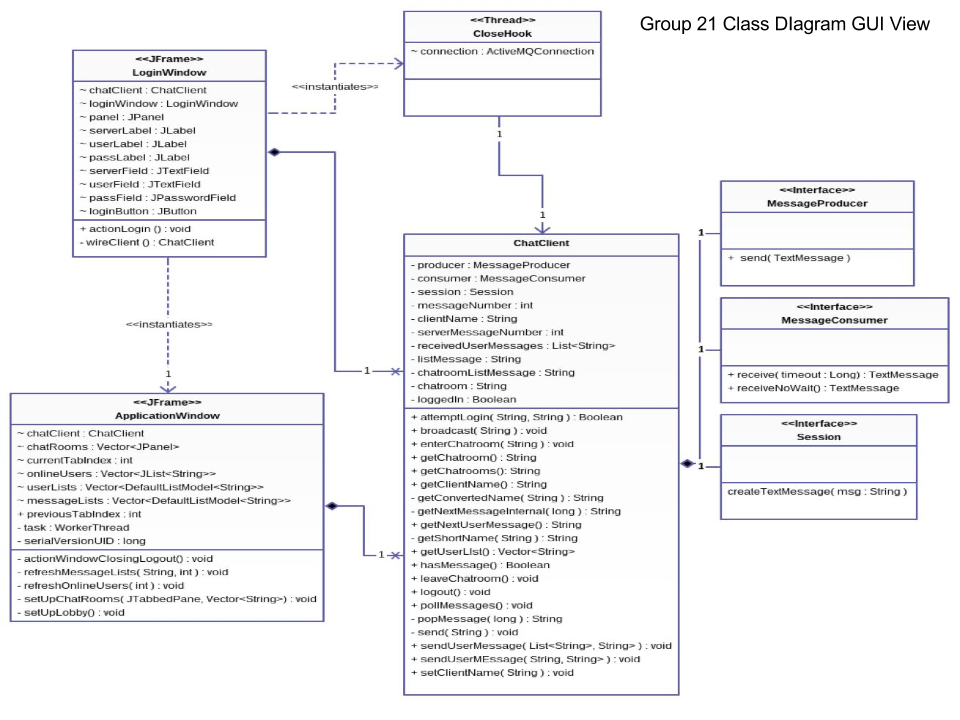 Group 21 Class DIagram GUI View
<<Thread>>
CloseHook
~ connection : ActiveMQConnection
<<JFrame>>
LoginWindow
~ chatClient : ChatClient
~ loginWindow : LoginWindow
~ panel : JPanel
~ serverLabel : JLabel
~ userLabel : JLabel
~ passLabel : JLabel
~ serverField : JTextField
~ userField : JTextField
~ passField : JPasswordField
~ loginButton : JButton
+ actionLogin () : void
- wireClient () : ChatClient
<<instantiates>>
1
1
<<Interface>>
MessageProducer
+ send( TextMessage )
1
<<Interface>>
MessageConsumer
+ receive( timeout : Long) : TextMessage
+ receiveNoWait() : TextMessage
1
<<Interface>>
Session
createTextMessage( msg : String )
1
ChatClient
- producer : MessageProducer
- consumer : MessageConsumer
- session : Session
- messageNumber : int
- clientName : String
- serverMessageNumber : int
- receivedUserMessages : List<String>
- listMessage : String
- chatroomListMessage : String
- chatroom : String
- loggedIn : Boolean
+ attemptLogin( String, String ) : Boolean
+ broadcast( String ) : void
+ enterChatroom( String ) : void
+ getChatroom() : String
+ getChatrooms(): String
+ getClientName() : String
- getConvertedName( String ) : String
- getNextMessageInternal( long ) : String
+ getNextUserMessage() : String
- getShortName( String ) : String
+ getUserLIst() : Vector<String>
+ hasMessage() : Boolean
+ leaveChatroom() : void
+ logout() : void
+ pollMessages() : void
- popMessage( long ) : String
- send( String ) : void
+ sendUserMessage( List<String>, String> ) : void
+ sendUserMEssage( String, String> ) : void
+ setClientName( String ) : void
<<instantiates>>
1
1
<<JFrame>>
ApplicationWindow
~ chatClient : ChatClient
~ chatRooms : Vector<JPanel>
~ currentTabIndex : int
~ onlineUsers : Vector<JList<String>>
~ userLists : Vector<DefaultListModel<String>>
~ messageLists : Vector<DefaultListModel<String>>
+ previousTabIndex : int
- task : WorkerThread
- serialVersionUID : long
- actionWindowClosingLogout() : void
- refreshMessageLists( String, int ) : void
- refreshOnlineUsers( int ) : void
- setUpChatRooms( JTabbedPane, Vector<String>) : void
- setUpLobby() : void
1